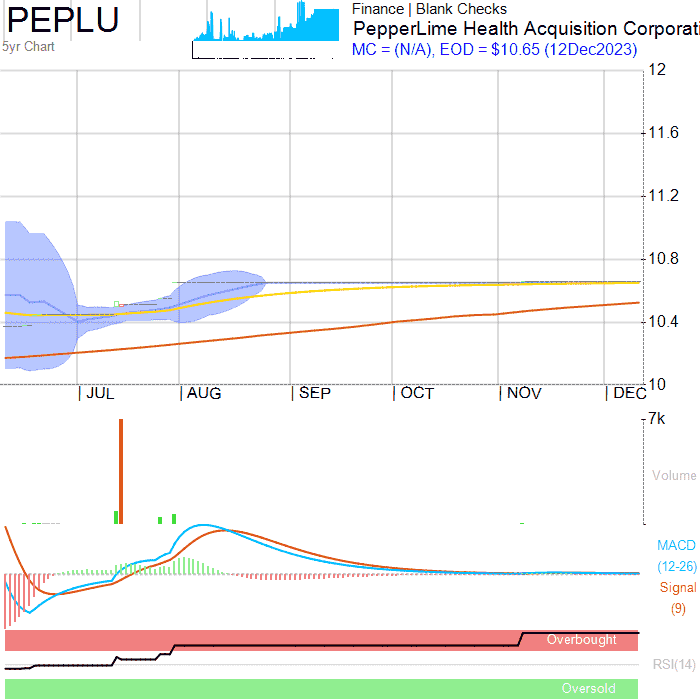 PEPLU
5yr Chart
Finance | Blank Checks
PepperLime Health Acquisition Corporati
MC = (N/A), EOD = $10.65 (12Dec2023)
12
11.6
11.2
10.8
10.4
10
| JUL | AUG | SEP | OCT | NOV | DEC
7k
Volume
MACD
(12-26)
Signal
(9)
Overbought
RSI(14)
Oversold